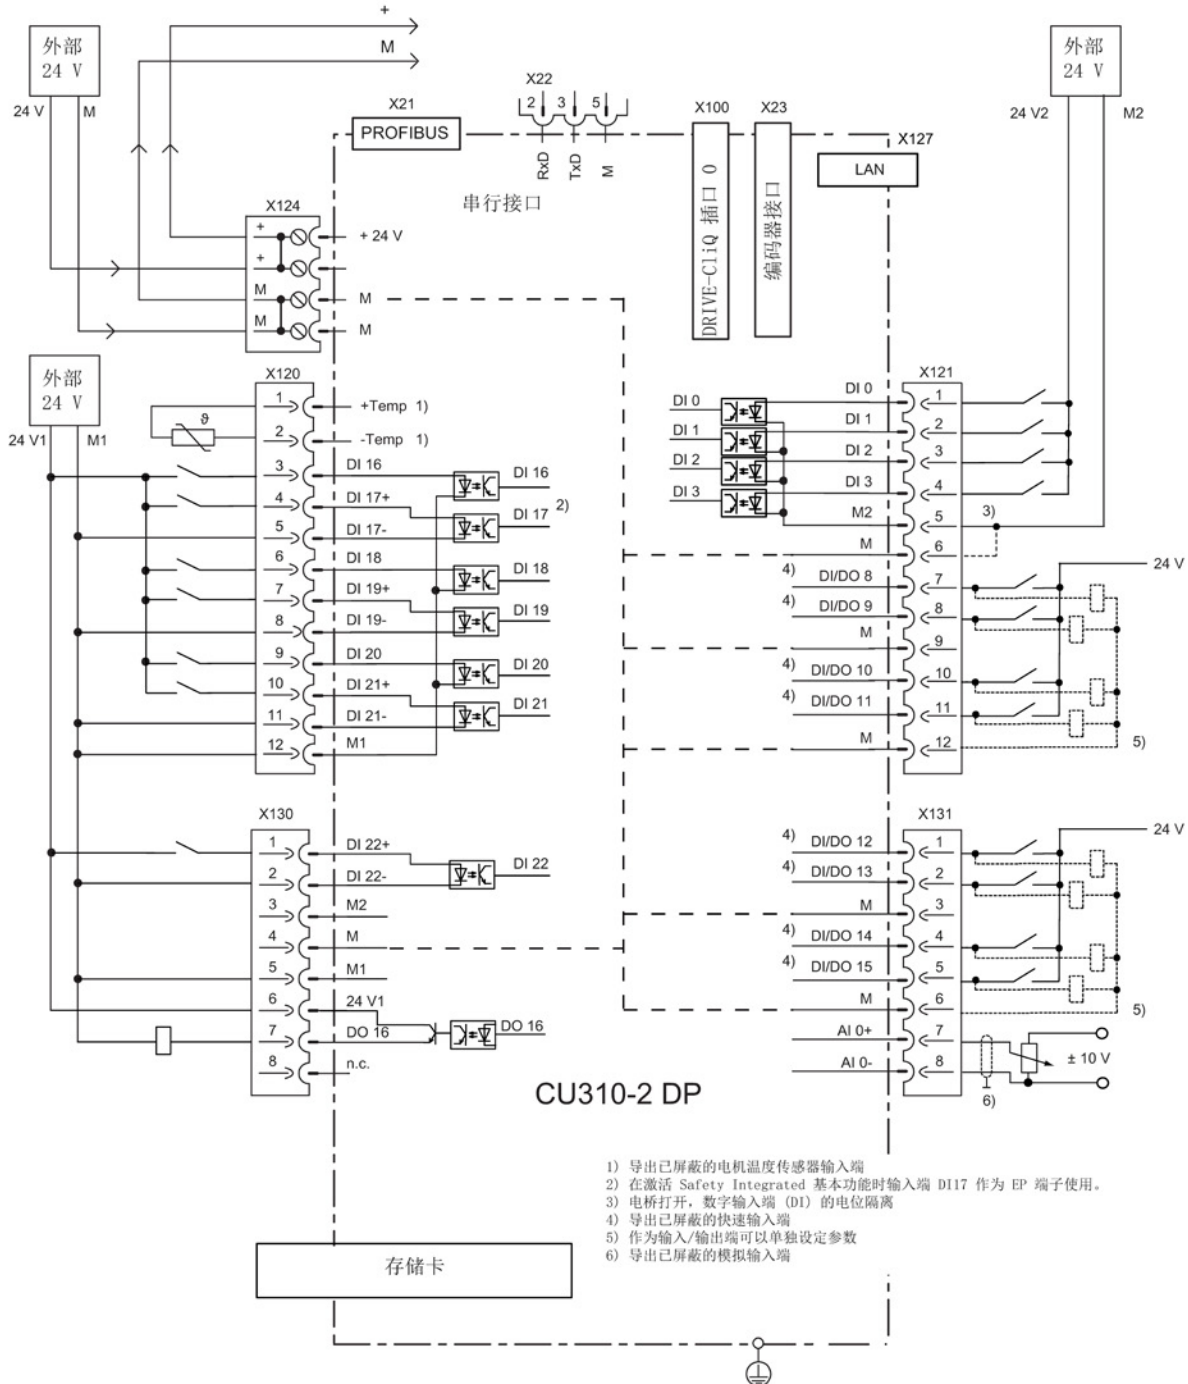 +
M
外部
24 V
24 V
M
X21
PROFIBUS
X22
2
3
5
RxD
TxD
M
串行接口
X100
DRIVE-CliQ 插口 0
X23
编码器接口
X127
LAN
外部
24 V
24 V2
M2
X124
+
+ 24 V
+
M
M
M
M
外部
24 V
24 V1
M1
X120
ϑ
1
+Temp 1)
2
-Temp 1)
3
DI 16
DI 16
4
DI 17+
DI 17
2)
5
DI 17-
6
DI 18
DI 18
7
DI 19+
DI 19
8
DI 19-
9
DI 20
DI 20
10
DI 21+
DI 21
11
DI 21-
12
M1
X121
DI 0
DI 0
1
DI 1
DI 1
2
DI 2
DI 2
3
DI 3
DI 3
4
M2
5
3)
M
6
24 V
4)
DI/DO 8
7
4)
DI/DO 9
8
M
9
4)
DI/DO 10
10
4)
DI/DO 11
11
M
12
5)
X130
1
DI 22+
DI 22
2
DI 22-
3
M2
4
M
5
M1
6
24 V1
7
DO 16
DO 16
8
n.c.
X131
24 V
4)
DI/DO 12
1
4)
DI/DO 13
2
M
3
4)
DI/DO 14
4
4)
DI/DO 15
5
M
6
5)
AI 0+
7
± 10 V
AI 0-
8
6)
CU310-2 DP
1) 导出已屏蔽的电机温度传感器输入端
2) 在激活 Safety Integrated 基本功能时输入端 DI17 作为 EP 端子使用。
3) 电桥打开，数字输入端 (DI) 的电位隔离
4) 导出已屏蔽的快速输入端
5) 作为输入/输出端可以单独设定参数
6) 导出已屏蔽的模拟输入端
存储卡